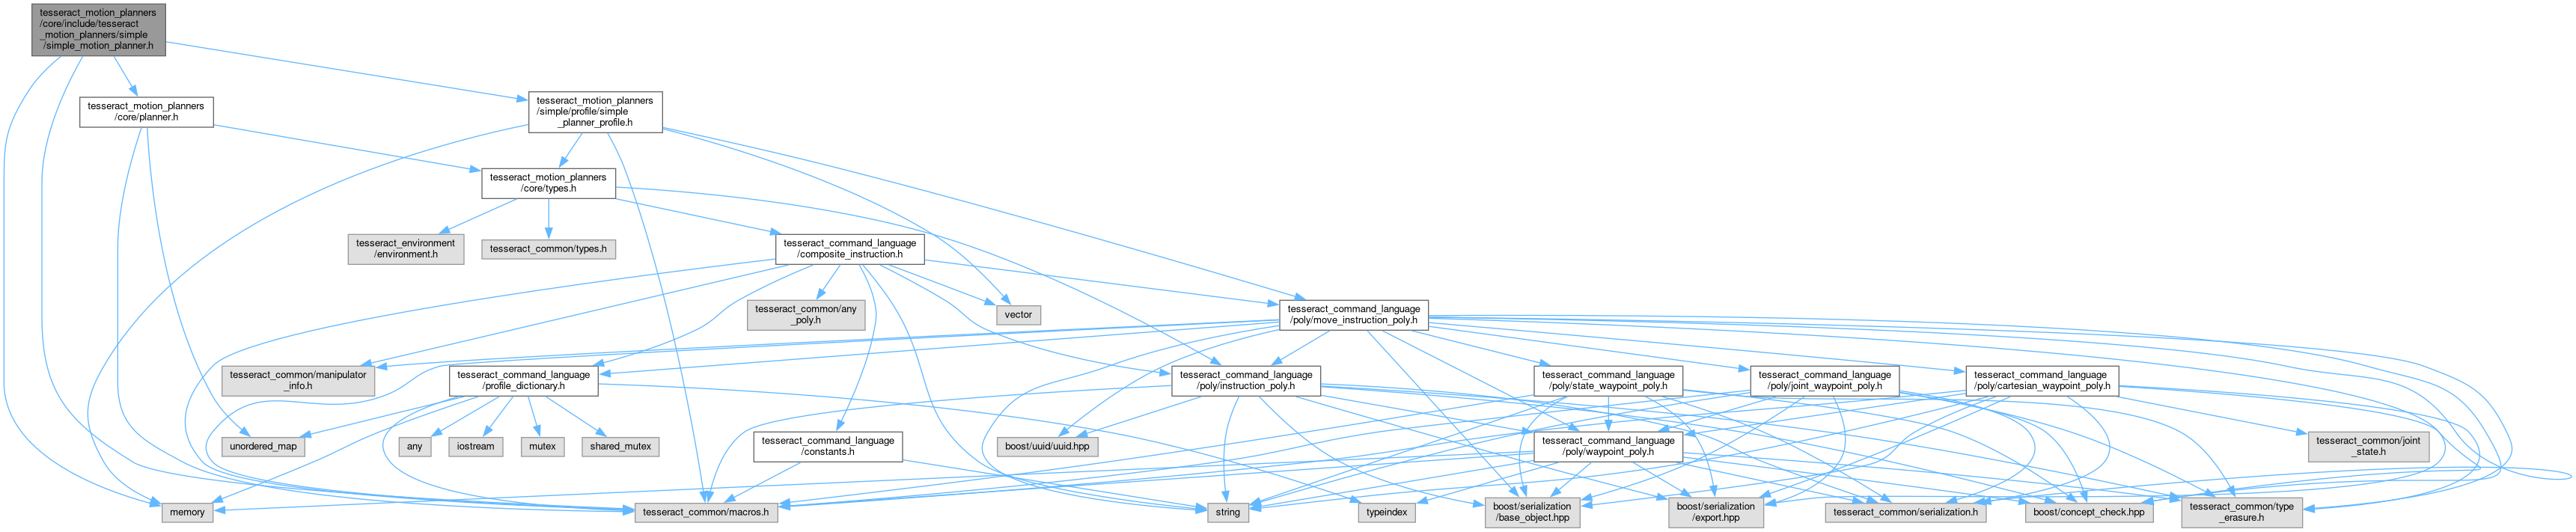 tesseract_motion_planners
/core/include/tesseract
_motion_planners/simple
/simple_motion_planner.h
tesseract_motion_planners
/core/planner.h
tesseract_motion_planners
/simple/profile/simple
_planner_profile.h
tesseract_motion_planners
/core/types.h
tesseract_environment
/environment.h
tesseract_common/types.h
tesseract_command_language
/composite_instruction.h
tesseract_common/any
_poly.h
vector
tesseract_command_language
/poly/move_instruction_poly.h
tesseract_common/manipulator
_info.h
tesseract_command_language
/profile_dictionary.h
tesseract_command_language
/poly/instruction_poly.h
tesseract_command_language
/poly/state_waypoint_poly.h
tesseract_command_language
/poly/joint_waypoint_poly.h
tesseract_command_language
/poly/cartesian_waypoint_poly.h
unordered_map
any
iostream
mutex
shared_mutex
tesseract_command_language
/constants.h
boost/uuid/uuid.hpp
tesseract_command_language
/poly/waypoint_poly.h
tesseract_common/joint
_state.h
memory
tesseract_common/macros.h
string
typeindex
boost/serialization
/base_object.hpp
boost/serialization
/export.hpp
tesseract_common/serialization.h
boost/concept_check.hpp
tesseract_common/type
_erasure.h